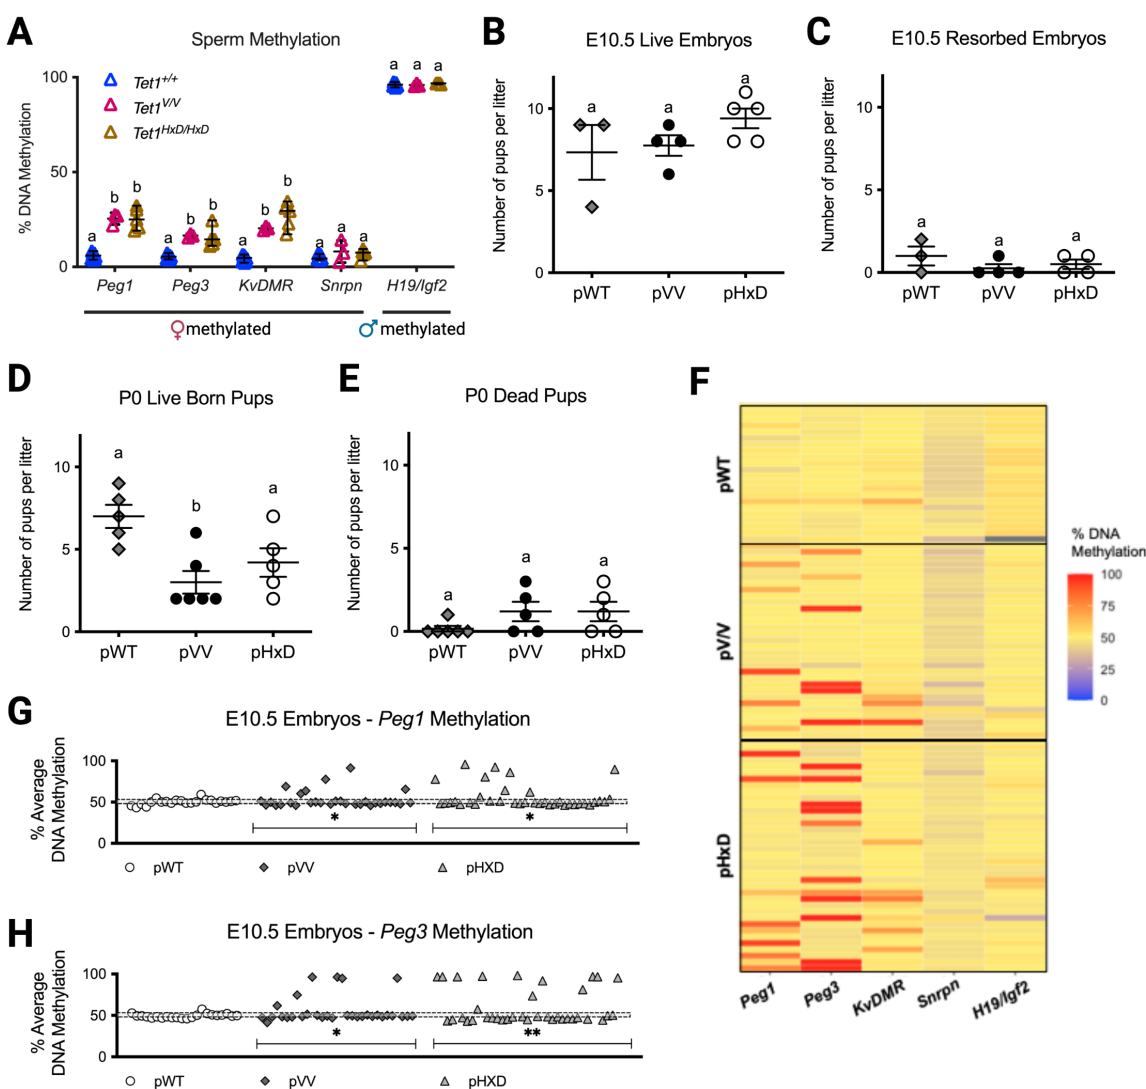 A
Sperm Methylation
% DNA Methylation
100
50
0
Tet1+/+
Tet1V/V
Tet1HxD/HxD
a
b
b
a
b
b
a
b
b
a
a
a
a
a
a
Peg1
Peg3
KvDMR
Snrpn
H19/Igf2
♀methylated
♂methylated
B
E10.5 Live Embryos
Number of pups per litter
10
5
0
a
a
a
pWT
pVV
pHxD
C
E10.5 Resorbed Embryos
Number of pups per litter
10
5
0
a
a
a
pWT
pVV
pHxD
D
P0 Live Born Pups
Number of pups per litter
10
5
0
a
b
a
pWT
pVV
pHxD
E
P0 Dead Pups
Number of pups per litter
10
5
0
a
a
a
pWT
pVV
pHxD
F
pWT
pV/V
pHxD
Peg1
Peg3
KvDMR
Snrpn
H19/Igf2
% DNA
Methylation
100
75
50
25
0
G
E10.5 Embryos - Peg1 Methylation
% Average
DNA Methylation
100
50
0
*
*
pWT
pVV
pHXD
H
E10.5 Embryos - Peg3 Methylation
% Average
DNA Methylation
100
50
0
*
**
pWT
pVV
pHXD